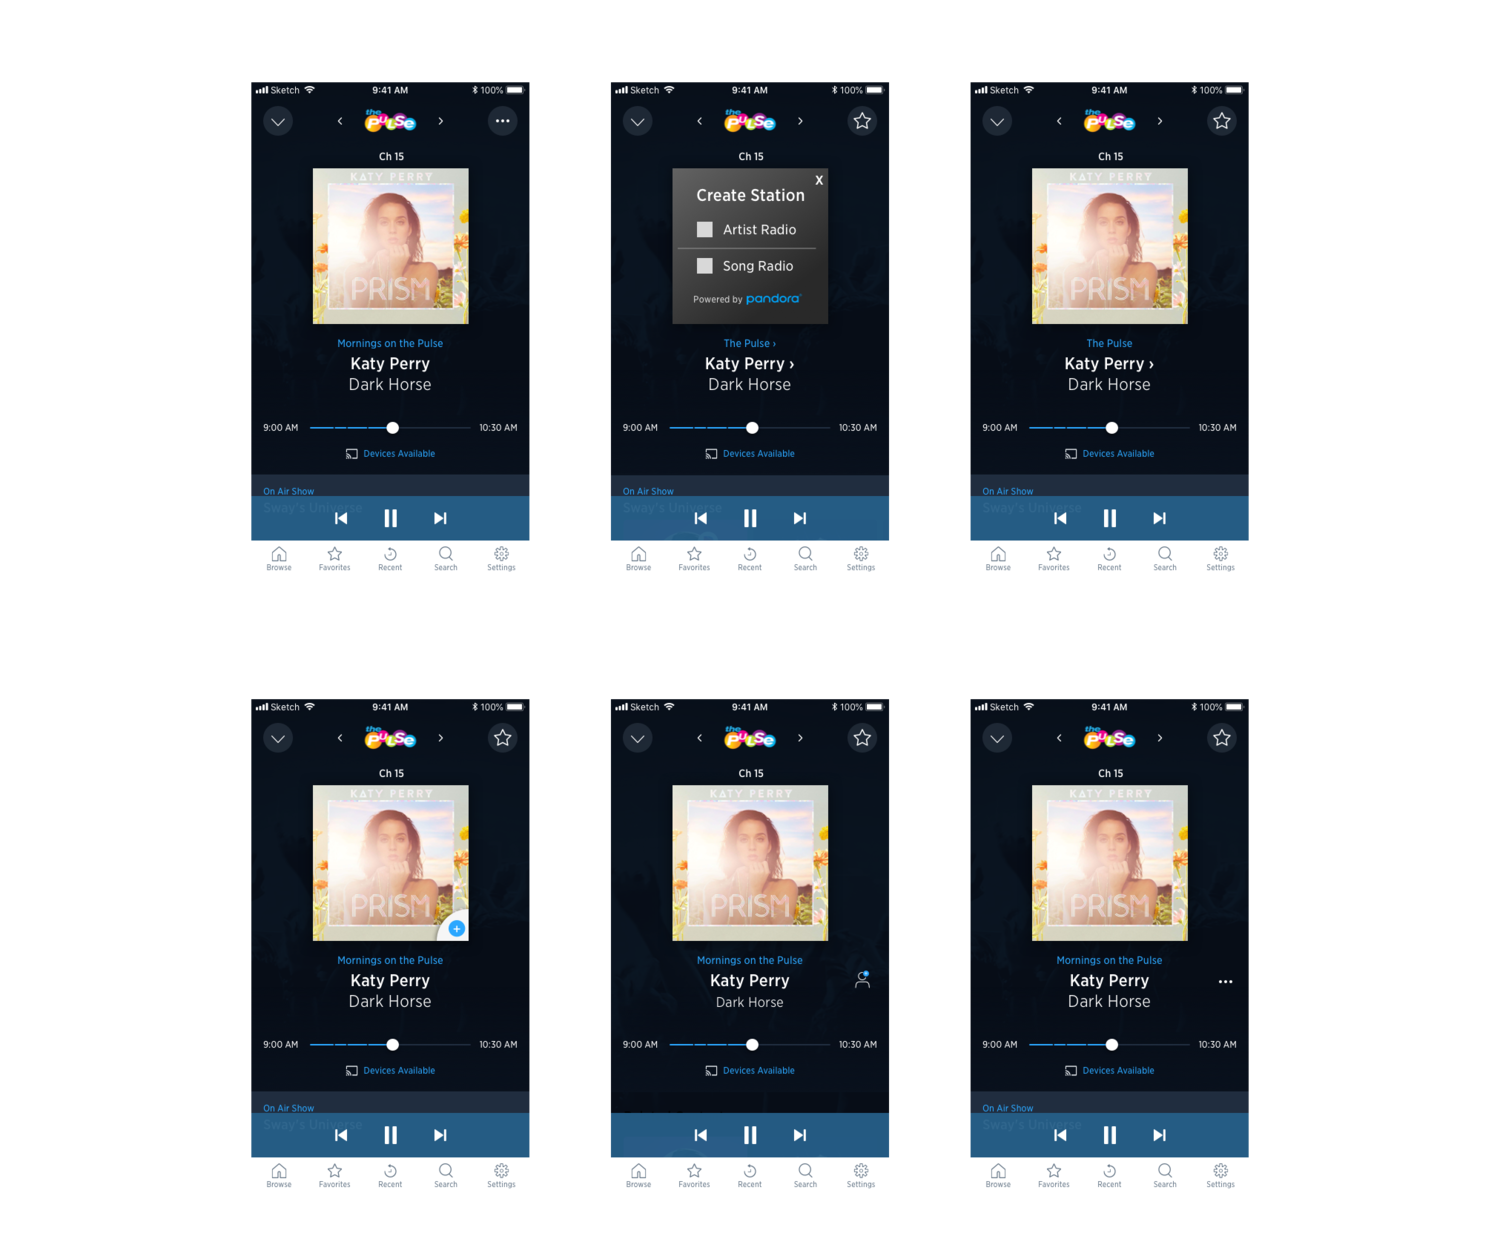 Sketch 9:41 AM 100%
the Pulse
Ch 15
KATY PERRY
PRISM
Mornings on the Pulse
Katy Perry
Dark Horse
9:00 AM 10:30 AM
Devices Available
On Air Show
Sway's Universe
Browse Favorites Recent Search Settings
Sketch 9:41 AM 100%
the Pulse
Ch 15
X
Create Station
Artist Radio
Song Radio
Powered by pandora
The Pulse ›
Katy Perry ›
Dark Horse
9:00 AM 10:30 AM
Devices Available
On Air Show
Sway's Universe
Browse Favorites Recent Search Settings
Sketch 9:41 AM 100%
the Pulse
Ch 15
KATY PERRY
PRISM
The Pulse
Katy Perry ›
Dark Horse
9:00 AM 10:30 AM
Devices Available
On Air Show
Sway's Universe
Browse Favorites Recent Search Settings
Sketch 9:41 AM 100%
the Pulse
Ch 15
KATY PERRY
PRISM
Mornings on the Pulse
Katy Perry
Dark Horse
9:00 AM 10:30 AM
Devices Available
On Air Show
Sway's Universe
Browse Favorites Recent Search Settings
Sketch 9:41 AM 100%
the Pulse
Ch 15
KATY PERRY
PRISM
Mornings on the Pulse
Katy Perry
Dark Horse
9:00 AM 10:30 AM
Devices Available
Browse Favorites Recent Search Settings
Sketch 9:41 AM 100%
the Pulse
Ch 15
KATY PERRY
PRISM
Mornings on the Pulse
Katy Perry
Dark Horse
9:00 AM 10:30 AM
Devices Available
On Air Show
Sway's Universe
Browse Favorites Recent Search Settings